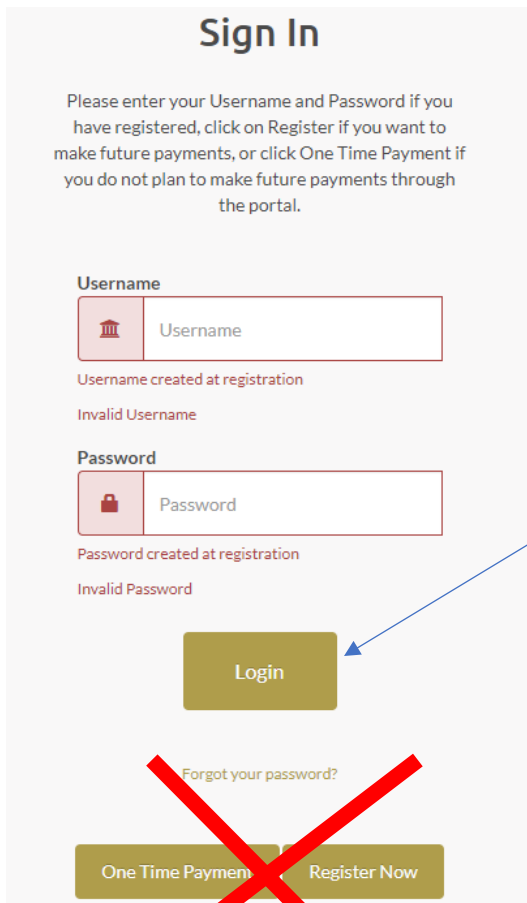 Sign In
Please enter your Username and Password if you
have registered, click on Register if you want to
make future payments, or click One Time Payment if
you do not plan to make future payments through
the portal.
Username
Username
Username created at registration
Invalid Username
Password
Password
Password created at registration
Invalid Password
Login
Forgot your password?
One Time Payment Register Now